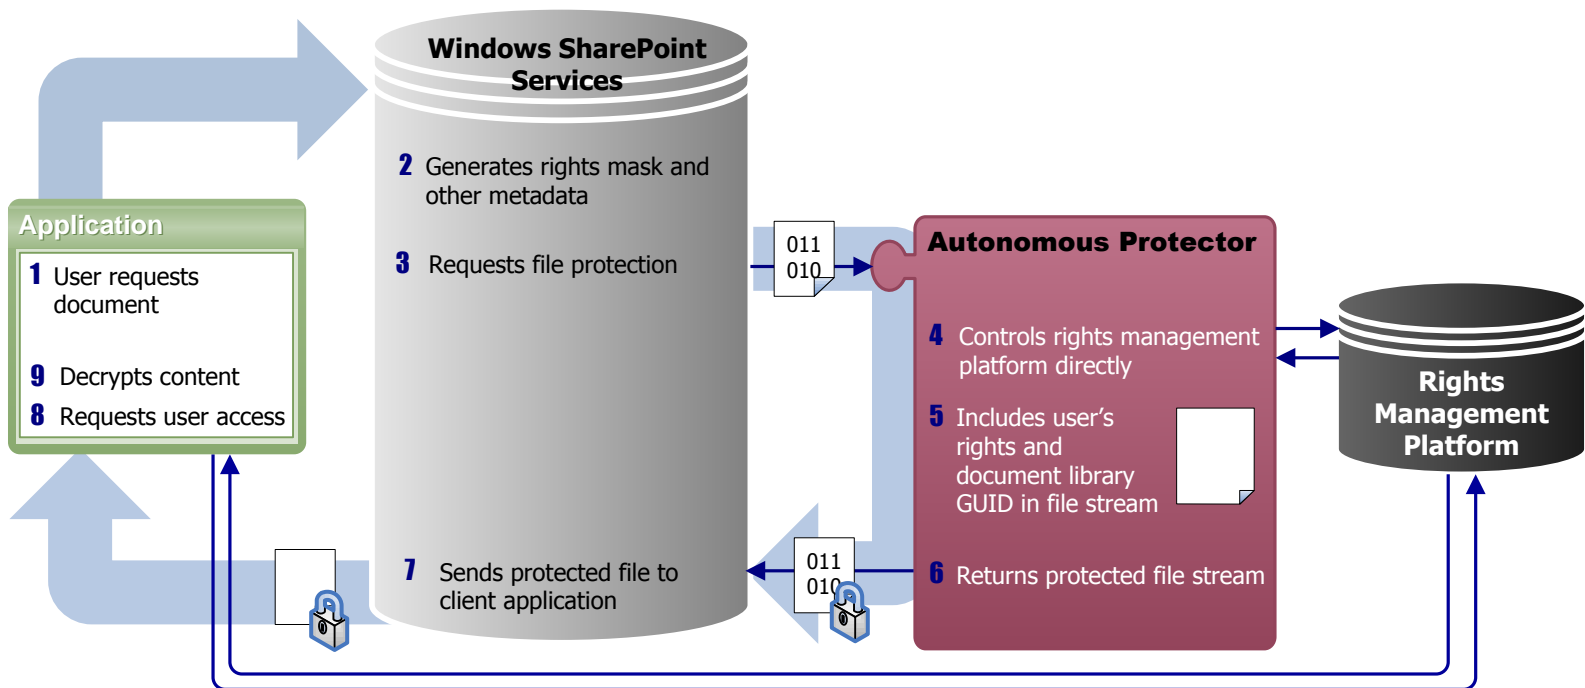 Windows SharePoint
Services
2 Generates rights mask and
other metadata
3 Requests file protection
7 Sends protected file to
client application
Application
1 User requests
document
9 Decrypts content
8 Requests user access
011
010
Autonomous Protector
4 Controls rights management
platform directly
5 Includes user’s
rights and
document library
GUID in file stream
6 Returns protected file stream
011
010
Rights
Management
Platform